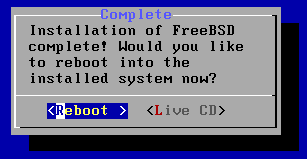 Complete
Installation of FreeBSD
complete! Would you like
to reboot into the
installed system now?
<Reboot > <Live CD>